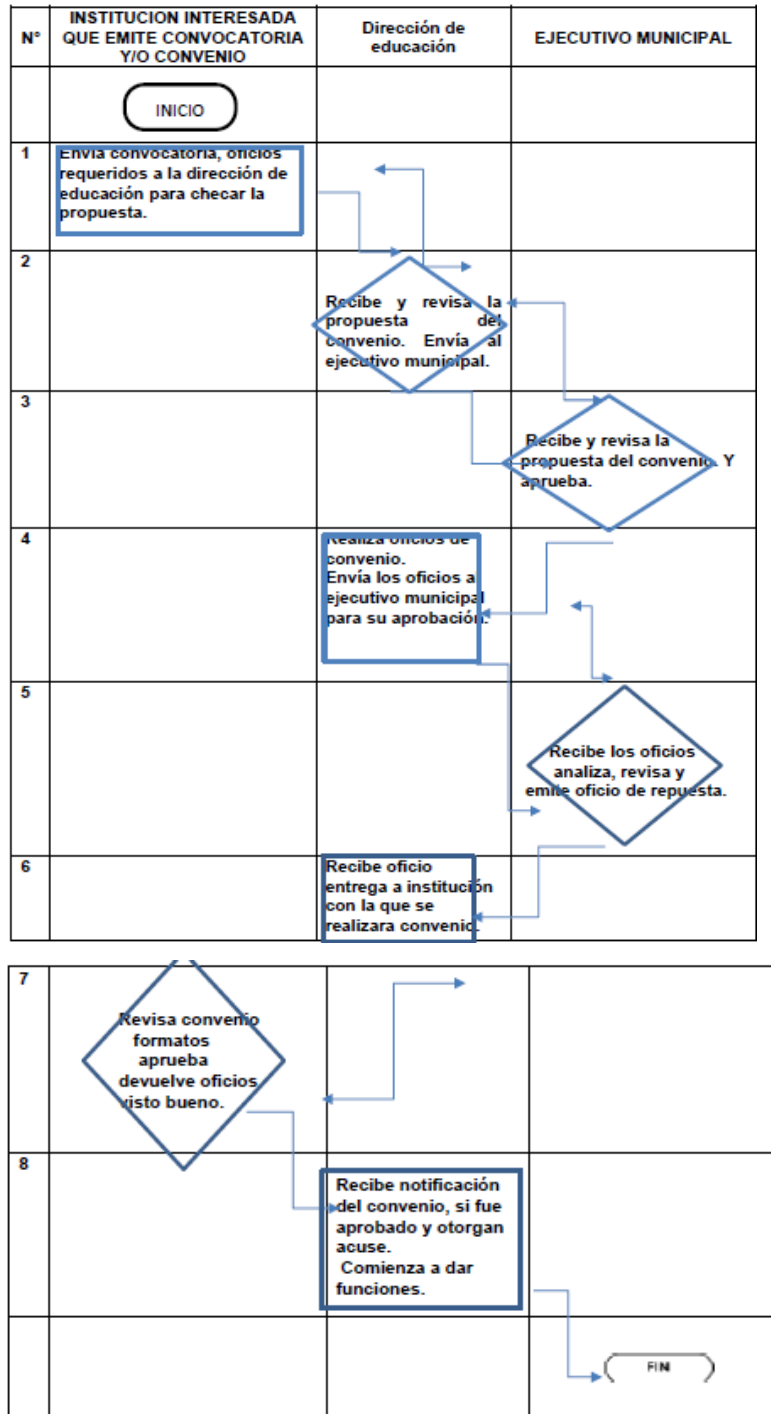 N°
INSTITUCION INTERESADA
QUE EMITE CONVOCATORIA
Y/O CONVENIO
Dirección de
educación
EJECUTIVO MUNICIPAL
INICIO
1
Envía convocatoria, oficios
requeridos a la dirección de
educación para checar la
propuesta.
2
Recibe y revisa la
propuesta del
convenio. Envía al
ejecutivo municipal.
3
Recibe y revisa la
propuesta del convenio. Y
aprueba.
4
Realiza oficios de
convenio.
Envía los oficios al
ejecutivo municipal
para su aprobación.
5
Recibe los oficios
analiza, revisa y
emite oficio de repuesta.
6
Recibe oficio
entrega a institución
con la que se
realizara convenio.
7
Revisa convenio
formatos
aprueba
devuelve oficios
visto bueno.
8
Recibe notificación
del convenio, si fue
aprobado y otorgan
acuse.
Comienza a dar
funciones.
FIN